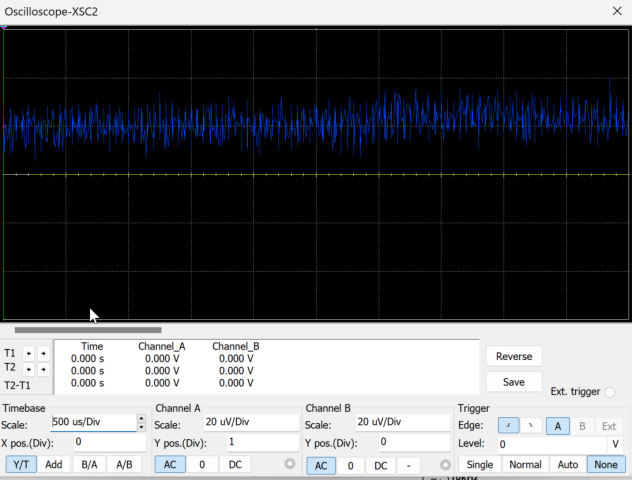 Oscilloscope-XSC2
Time Channel_A Channel_B
T1 0.000 s 0.000 V 0.000 V
T2 0.000 s 0.000 V 0.000 V
T2-T1 0.000 s 0.000 V 0.000 V
Reverse
Save
Ext. trigger
Timebase
Scale: 500 us/Div
X pos.(Div): 0
Y/T Add B/A A/B
Channel A
Scale: 20 uV/Div
Y pos.(Div): 1
AC 0 DC
Channel B
Scale: 20 uV/Div
Y pos.(Div): 0
AC 0 DC -
Trigger
Edge: A B Ext
Level: 0 V
Single Normal Auto None